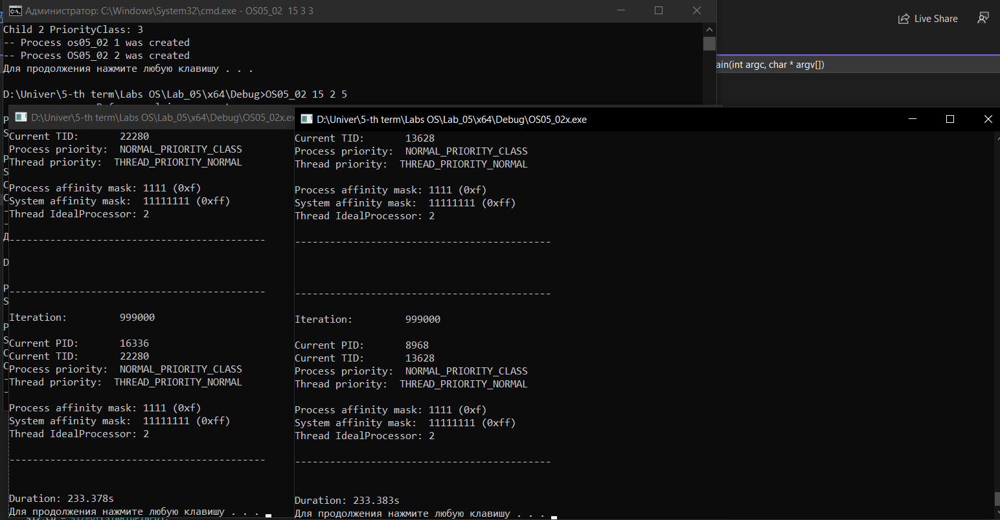 Администратор: C:\Windows\System32\cmd.exe - OS05_02 15 3 3
Live Share
Child 2 PriorityClass: 3
-- Process os05_02 1 was created
-- Process OS05_02 2 was created
Для продолжения нажмите любую клавишу . . .
ain(int argc, char * argv[])
D:\Univer\5-th term\Labs OS\Lab_05\x64\Debug>OS05_02 15 2 5
D:\Univer\5-th term\Labs OS\Lab_05\x64\Debug\OS05_02x.ex
Current TID: 22280
Process priority: NORMAL_PRIORITY_CLASS
Thread priority: THREAD_PRIORITY_NORMAL
Process affinity mask: 1111 (0xf)
System affinity mask: 11111111 (0xff)
Thread IdealProcessor: 2
--------------------------------------------
--------------------------------------------
Iteration: 999000
Current PID: 16336
Current TID: 22280
Process priority: NORMAL_PRIORITY_CLASS
Thread priority: THREAD_PRIORITY_NORMAL
Process affinity mask: 1111 (0xf)
System affinity mask: 11111111 (0xff)
Thread IdealProcessor: 2
--------------------------------------------
Duration: 233.378s
Для продолжения нажмите любую клавишу . . .
D:\Univer\5-th term\Labs OS\Lab_05\x64\Debug\OS05_02x.exe
Current TID: 13628
Process priority: NORMAL_PRIORITY_CLASS
Thread priority: THREAD_PRIORITY_NORMAL
Process affinity mask: 1111 (0xf)
System affinity mask: 11111111 (0xff)
Thread IdealProcessor: 2
--------------------------------------------
--------------------------------------------
Iteration: 999000
Current PID: 8968
Current TID: 13628
Process priority: NORMAL_PRIORITY_CLASS
Thread priority: THREAD_PRIORITY_NORMAL
Process affinity mask: 1111 (0xf)
System affinity mask: 11111111 (0xff)
Thread IdealProcessor: 2
--------------------------------------------
Duration: 233.383s
Для продолжения нажмите любую клавишу . . .